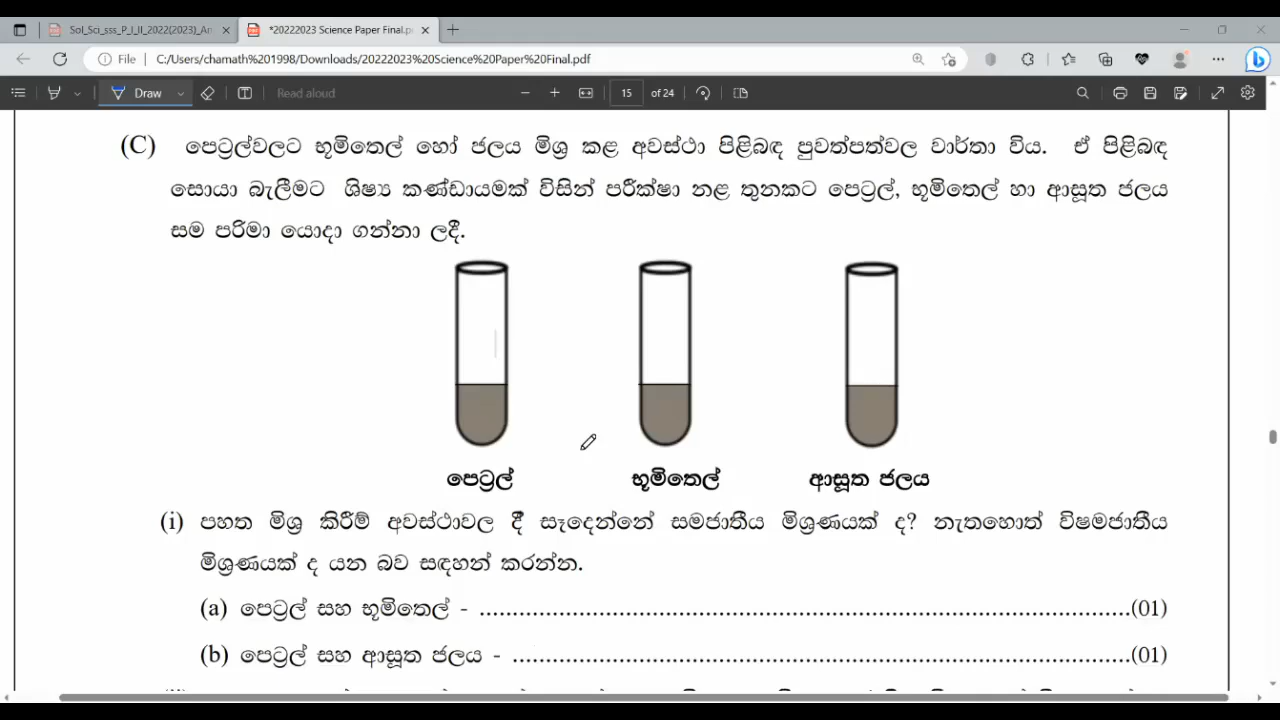 Sol_Sci_sss_P_I_II_2022(2023)_An
*20222023 Science Paper Final.p
File
C:/Users/chamath%201998/Downloads/20222023%20Science%20Paper%20Final.pdf
Draw
Read aloud
15
of 24
(C) පෙට්‍රල්වලට භූමිතෙල් හෝ ජලය මිශ්‍ර කළ අවස්ථා පිළිබඳ පුවත්පත්වල වාර්තා විය. ඒ පිළිබඳ
සොයා බැලීමට ශිෂ්‍ය කණ්ඩායමක් විසින් පරීක්ෂා නළ තුනකට පෙට්‍රල්, භූමිතෙල් හා ආසූත ජලය
සම පරිමා යොදා ගන්නා ලදී.
පෙට්‍රල් භූමිතෙල් ආසූත ජලය
(i) පහත මිශ්‍ර කිරීම් අවස්ථාවල දී සෑදෙන්නේ සමජාතීය මිශ්‍රණයක් ද? නැතහොත් විෂමජාතීය
මිශ්‍රණයක් ද යන බව සඳහන් කරන්න.
(a) පෙට්‍රල් සහ භූමිතෙල් - ........................................................................................(01)
(b) පෙට්‍රල් සහ ආසූත ජලය - ....................................................................................(01)